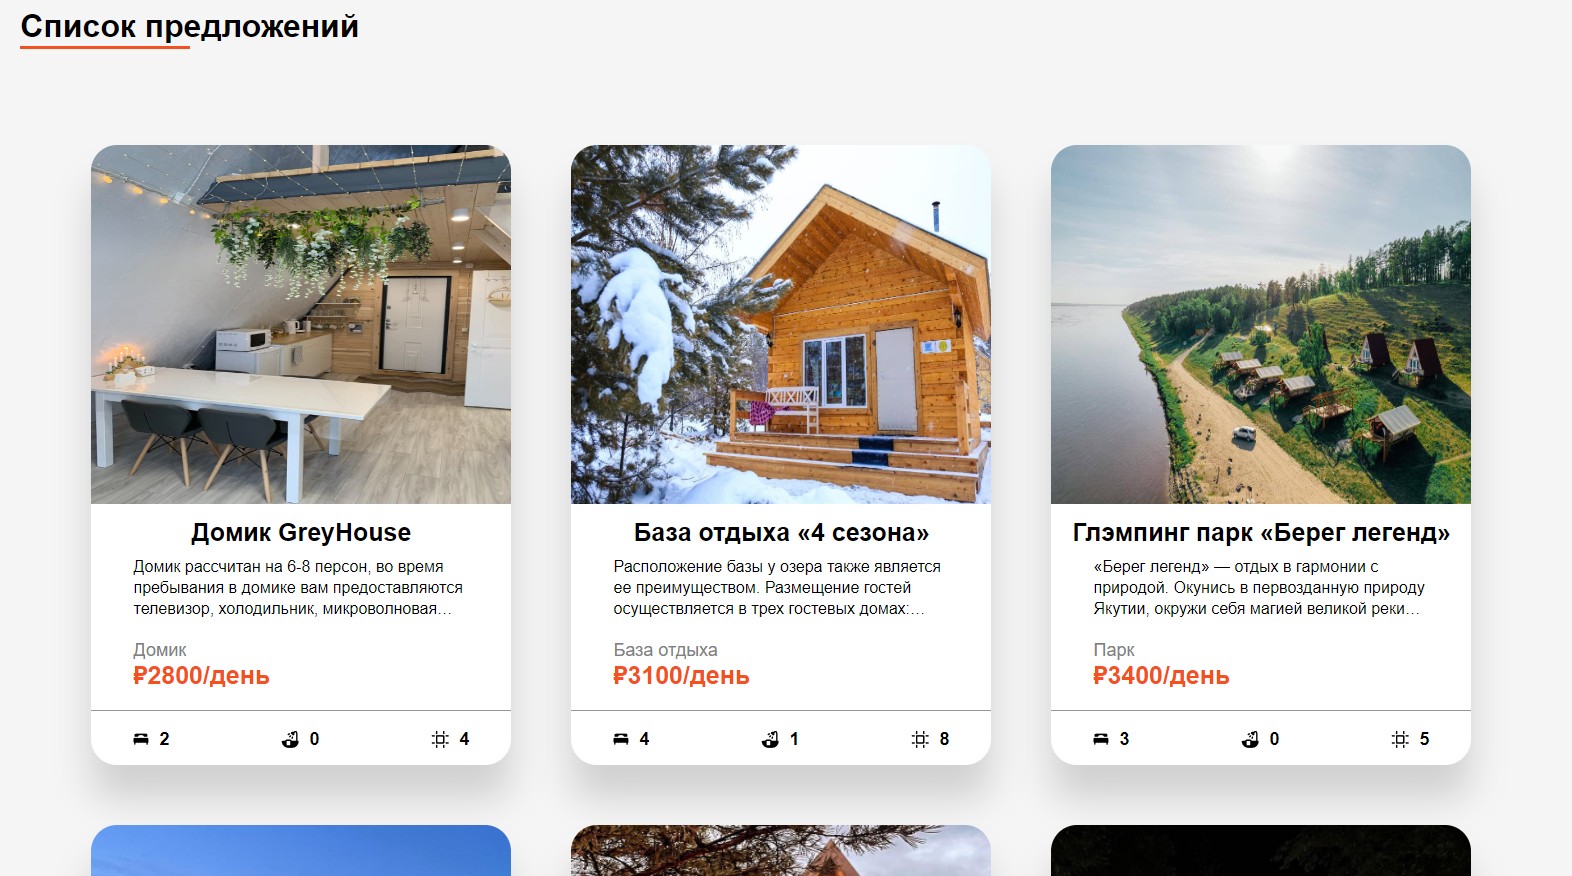 Список предложений
Домик GreyHouse
Домик рассчитан на 6-8 персон, во время
пребывания в домике вам предоставляются
телевизор, холодильник, микроволновая...
Домик
₽2800/день
2 0 4
База отдыха «4 сезона»
Расположение базы у озера также является
ее преимуществом. Размещение гостей
осуществляется в трех гостевых домах:...
База отдыха
₽3100/день
4 1 8
Глэмпинг парк «Берег легенд»
«Берег легенд» — отдых в гармонии с
природой. Окунись в первозданную природу
Якутии, окружи себя магией великой реки...
Парк
₽3400/день
3 0 5